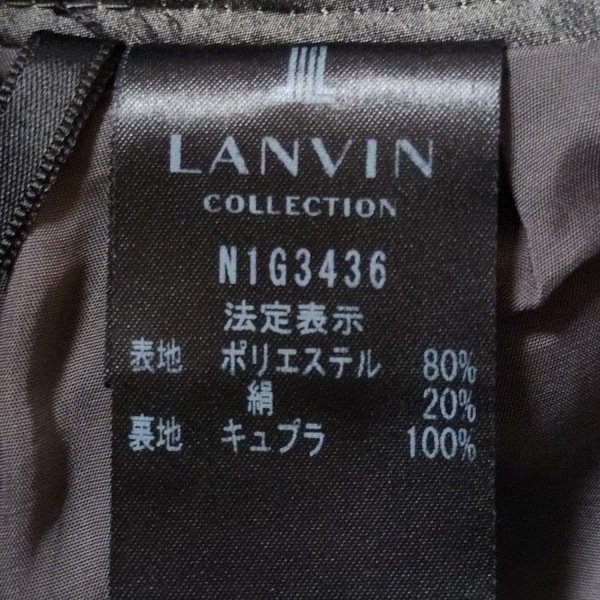 LANVIN
COLLECTION
N1G3436
法定表示
表地 ポリエステル 80%
絹 20%
裏地 キュプラ 100%